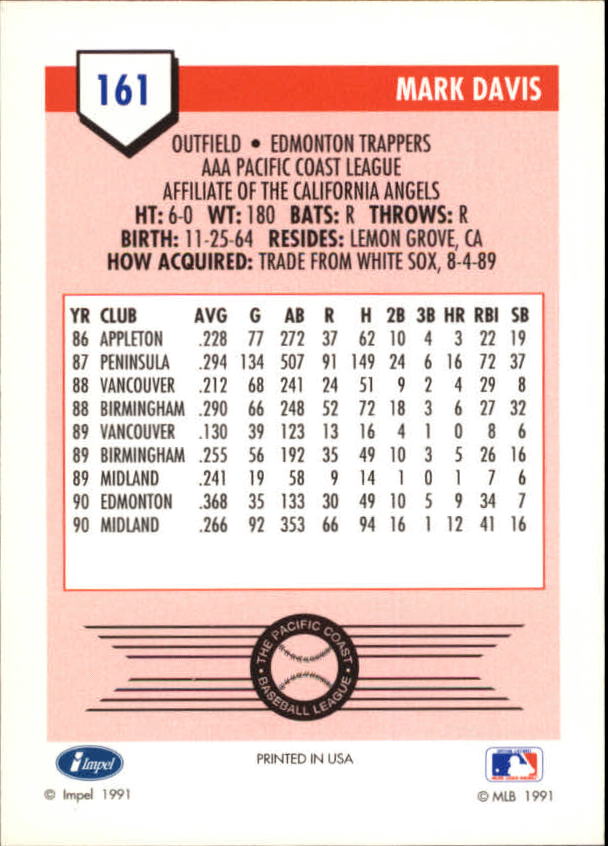 161
MARK DAVIS
OUTFIELD • EDMONTON TRAPPERS
AAA PACIFIC COAST LEAGUE
AFFILIATE OF THE CALIFORNIA ANGELS
HT: 6-0 WT: 180 BATS: R THROWS: R
BIRTH: 11-25-64 RESIDES: LEMON GROVE, CA
HOW ACQUIRED: TRADE FROM WHITE SOX, 8-4-89
YR CLUB AVG G AB R H 2B 3B HR RBI SB
86 APPLETON .228 77 272 37 62 10 4 3 22 19
87 PENINSULA .294 134 507 91 149 24 6 16 72 37
88 VANCOUVER .212 68 241 24 51 9 2 4 29 8
88 BIRMINGHAM .290 66 248 52 72 18 3 6 27 32
89 VANCOUVER .130 39 123 13 16 4 1 0 8 6
89 BIRMINGHAM .255 56 192 35 49 10 3 5 26 16
89 MIDLAND .241 19 58 9 14 1 0 1 7 6
90 EDMONTON .368 35 133 30 49 10 5 9 34 7
90 MIDLAND .266 92 353 66 94 16 1 12 41 16
• THE PACIFIC COAST •
BASEBALL LEAGUE
Impel
PRINTED IN USA
© Impel 1991
© MLB 1991